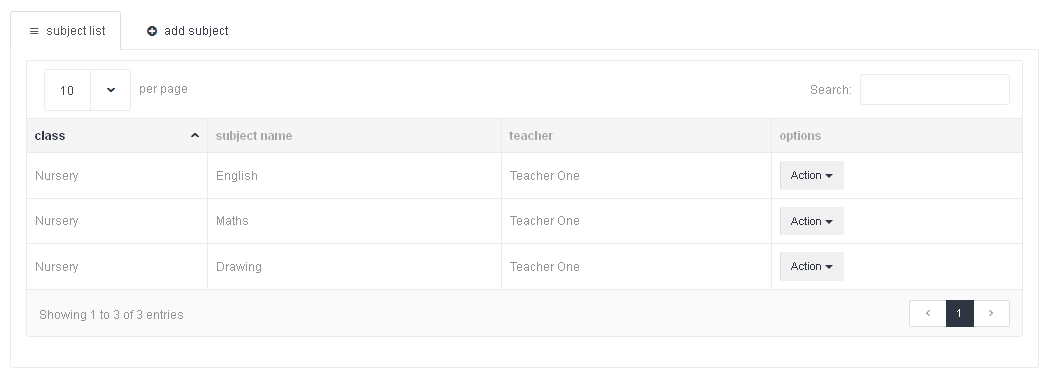 subject list add subject
10 per page Search:
class subject name teacher options
Nursery English Teacher One Action
Nursery Maths Teacher One Action
Nursery Drawing Teacher One Action
Showing 1 to 3 of 3 entries 1